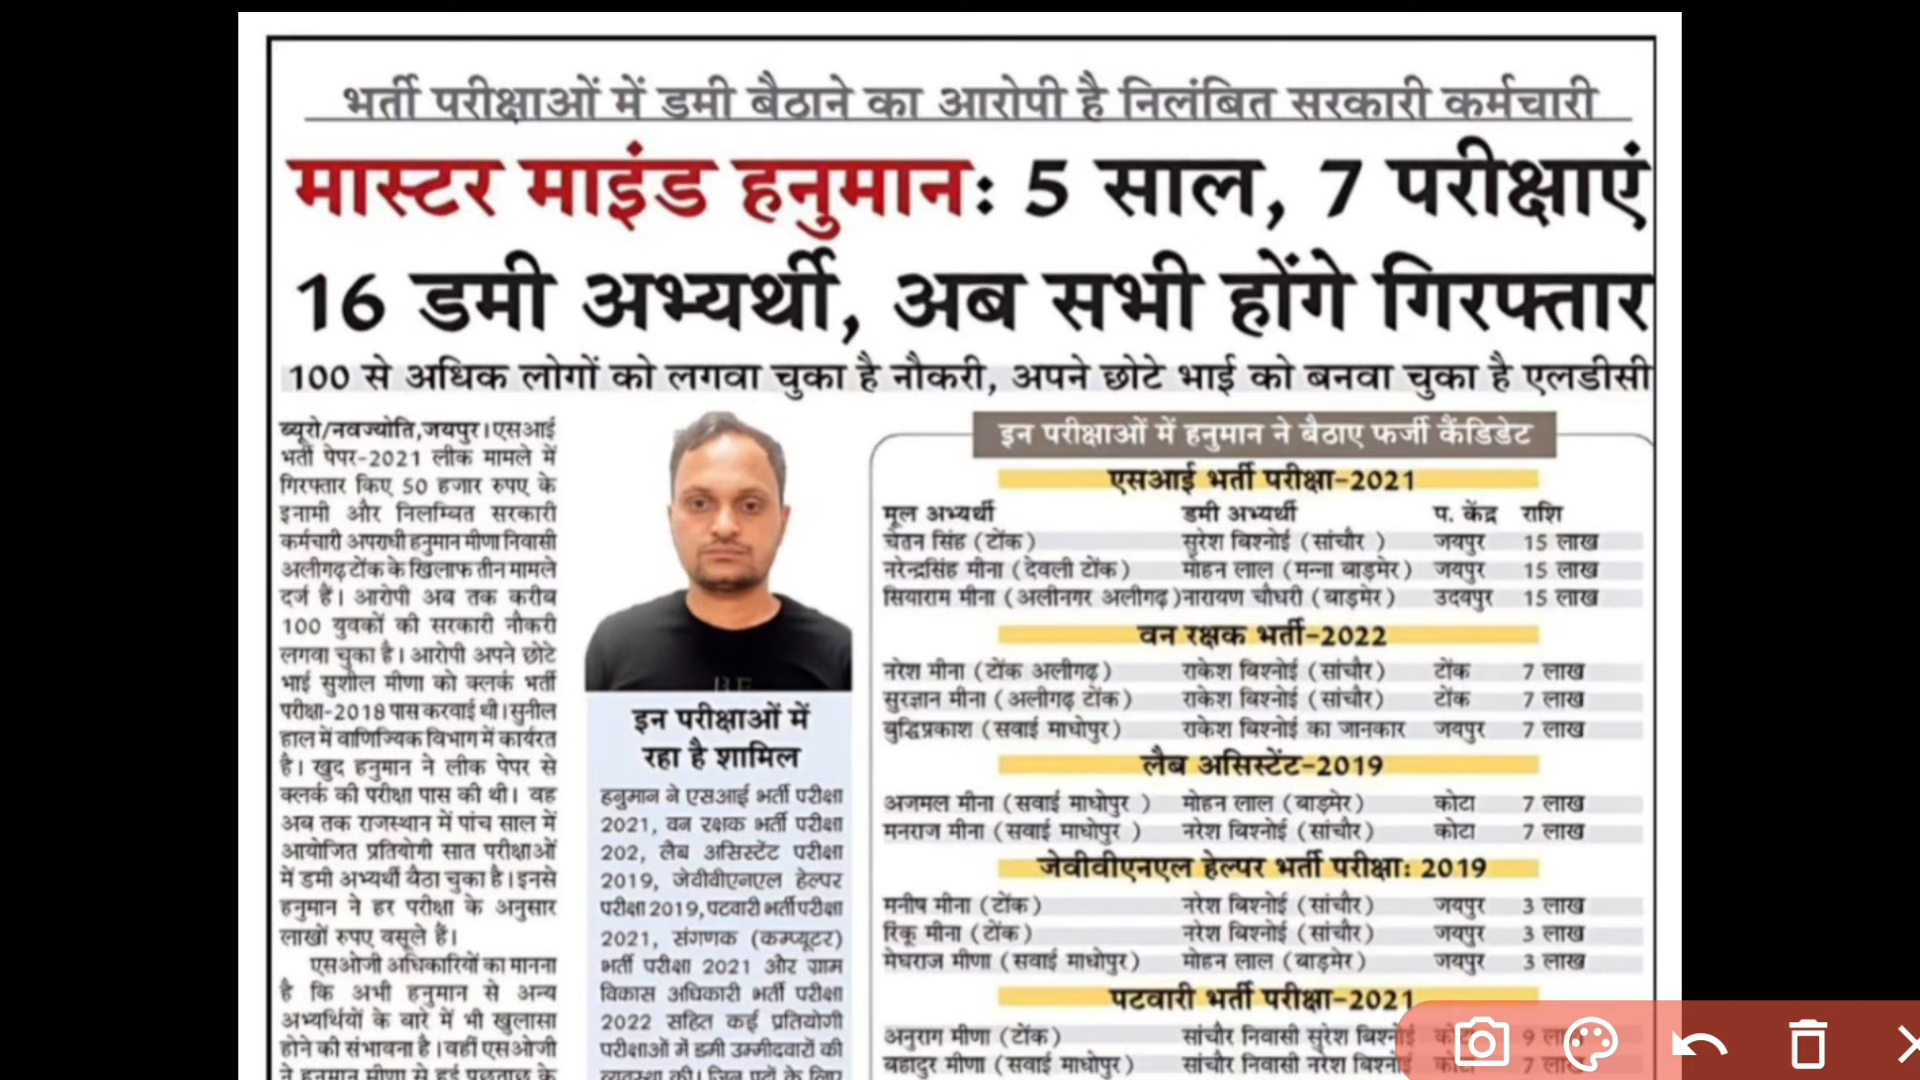 भर्ती परीक्षाओं में डमी बैठाने का आरोपी है निलंबित सरकारी कर्मचारी
मास्टर माइंड हनुमान: 5 साल, 7 परीक्षाएं
16 डमी अभ्यर्थी, अब सभी होंगे गिरफ्तार
100 से अधिक लोगों को लगवा चुका है नौकरी, अपने छोटे भाई को बनवा चुका है एलडीसी
ब्यूरो/नवज्योति,जयपुर। एसआई
भर्ती पेपर-2021 लीक मामले में
गिरफ्तार किए 50 हजार रुपए के
इनामी और निलम्बित सरकारी
कर्मचारी अपराधी हनुमान मीणा निवासी
अलीगढ़ टोंक के खिलाफ तीन मामले
दर्ज हैं। आरोपी अब तक करीब
100 युवकों की सरकारी नौकरी
लगवा चुका है। आरोपी अपने छोटे
भाई सुशील मीणा को क्लर्क भर्ती
परीक्षा-2018 पास करवाई थी। सुनील
हाल में वाणिज्यिक विभाग में कार्यरत
है। खुद हनुमान ने लीक पेपर से
क्लर्क की परीक्षा पास की थी। वह
अब तक राजस्थान में पांच साल में
आयोजित प्रतियोगी सात परीक्षाओं
में डमी अभ्यर्थी बैठा चुका है। इनसे
हनुमान ने हर परीक्षा के अनुसार
लाखों रुपए वसूले हैं।
एसओजी अधिकारियों का मानना
है कि अभी हनुमान से अन्य
अभ्यर्थियों के बारे में भी खुलासा
होने की संभावना है। वहीं एसओजी
ने हनुमान मीणा से हुई पूछताछ के
इन परीक्षाओं में
रहा है शामिल
हनुमान ने एसआई भर्ती परीक्षा
2021, वन रक्षक भर्ती परीक्षा
202, लैब असिस्टेंट परीक्षा
2019, जेवीवीएनएल हेल्पर
परीक्षा 2019, पटवारी भर्ती परीक्षा
2021, संगणक (कम्प्यूटर)
भर्ती परीक्षा 2021 और ग्राम
विकास अधिकारी भर्ती परीक्षा
2022 सहित कई प्रतियोगी
परीक्षाओं में डमी उम्मीदवारों की
व्यवस्था की। जिन पदों के लिए
इन परीक्षाओं में हनुमान ने बैठाए फर्जी कैंडिडेट
एसआई भर्ती परीक्षा-2021
मूल अभ्यर्थी डमी अभ्यर्थी प. केंद्र राशि
चेतन सिंह (टोंक) सुरेश बिश्नोई (सांचौर ) जयपुर 15 लाख
नरेन्द्रसिंह मीना (देवली टोंक) मोहन लाल (मन्ना बाड़मेर) जयपुर 15 लाख
सियाराम मीना (अलीनगर अलीगढ़) नारायण चौधरी (बाड़मेर) उदयपुर 15 लाख
वन रक्षक भर्ती-2022
नरेश मीना (टोंक अलीगढ़) राकेश बिश्नोई (सांचौर) टोंक 7 लाख
सुरज्ञान मीना (अलीगढ़ टोंक) राकेश बिश्नोई (सांचौर) टोंक 7 लाख
बुद्धिप्रकाश (सवाई माधोपुर) राकेश बिश्नोई का जानकार जयपुर 7 लाख
लैब असिस्टेंट-2019
अजमल मीना (सवाई माधोपुर ) मोहन लाल (बाड़मेर) कोटा 7 लाख
मनराज मीना (सवाई माधोपुर ) नरेश बिश्नोई (सांचौर) कोटा 7 लाख
जेवीवीएनएल हेल्पर भर्ती परीक्षा: 2019
मनीष मीना (टोंक) नरेश बिश्नोई (सांचौर) जयपुर 3 लाख
रिंकू मीना (टोंक) नरेश बिश्नोई (सांचौर) जयपुर 3 लाख
मेघराज मीणा (सवाई माधोपुर) मोहन लाल (बाड़मेर) जयपुर 3 लाख
पटवारी भर्ती परीक्षा-2021
अनुराग मीणा (टोंक) सांचौर निवासी सुरेश बिश्नोई कोटा 9 लाख
बहादुर मीणा (सवाई माधोपुर) सांचौर निवासी नरेश बिश्नोई कोटा 7 लाख